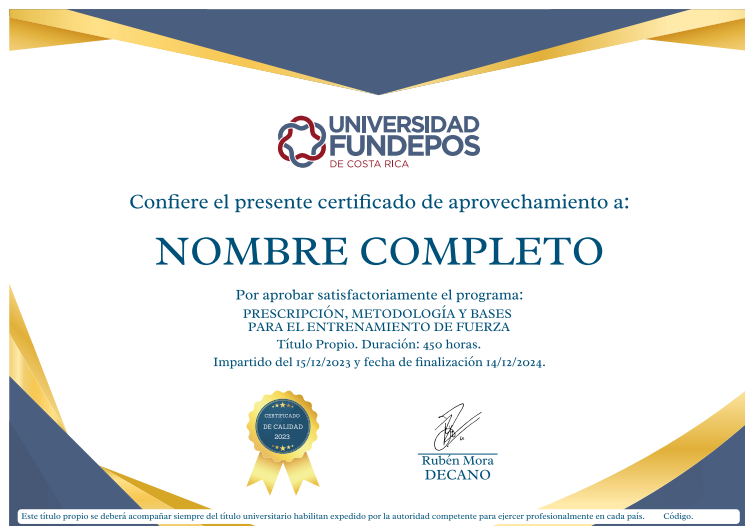 UNIVERSIDAD
FUNDEPOS
DE COSTA RICA
Confiere el presente certificado de aprovechamiento a:
NOMBRE COMPLETO
Por aprobar satisfactoriamente el programa:
PRESCRIPCIÓN, METODOLOGÍA Y BASES
PARA EL ENTRENAMIENTO DE FUERZA
Título Propio. Duración: 450 horas.
Impartido del 15/12/2023 y fecha de finalización 14/12/2024.
CERTIFICADO
DE CALIDAD
2023
Rubén Mora
DECANO
Este título propio se deberá acompañar siempre del título universitario habilitan expedido por la autoridad competente para ejercer profesionalmente en cada país. Código.